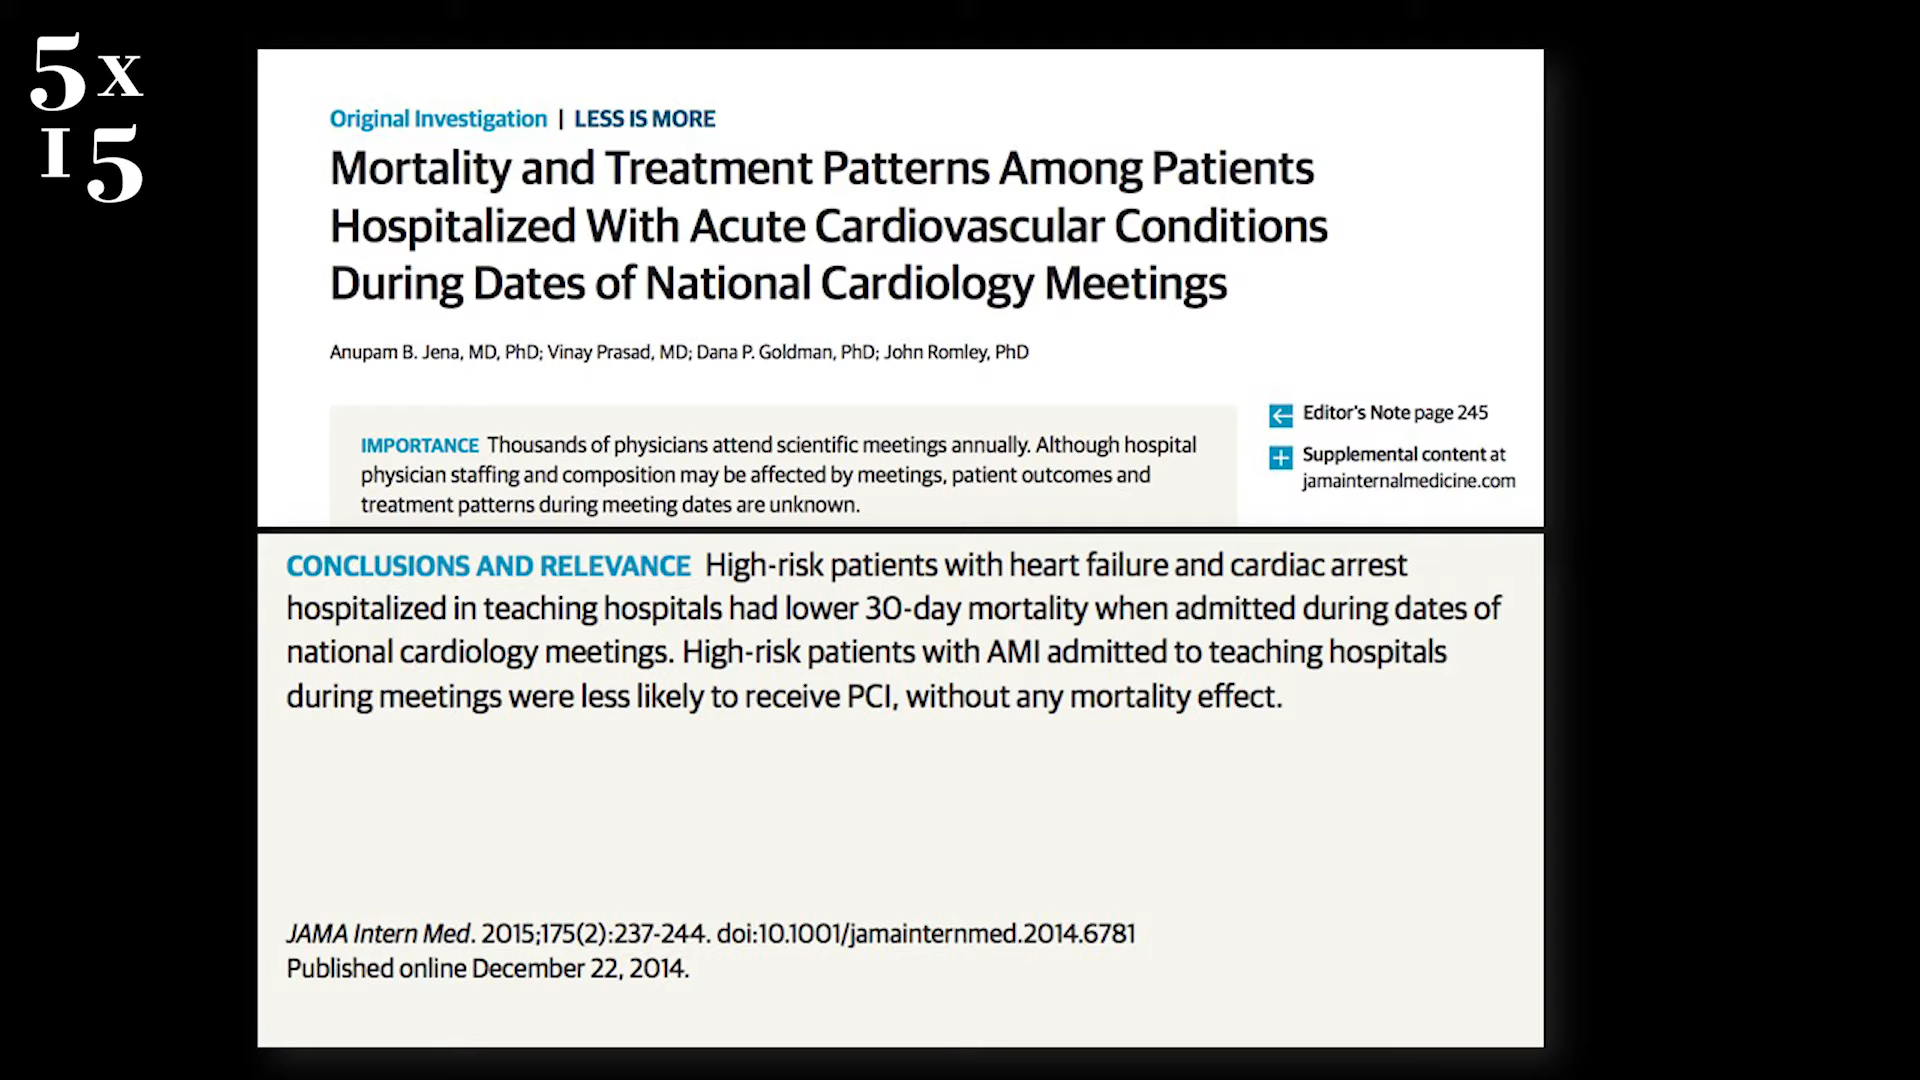 5x
15
Original Investigation | LESS IS MORE
Mortality and Treatment Patterns Among Patients
Hospitalized With Acute Cardiovascular Conditions
During Dates of National Cardiology Meetings
Anupam B. Jena, MD, PhD; Vinay Prasad, MD; Dana P. Goldman, PhD; John Romley, PhD
IMPORTANCE Thousands of physicians attend scientific meetings annually. Although hospital
physician staffing and composition may be affected by meetings, patient outcomes and
treatment patterns during meeting dates are unknown.
Editor's Note page 245
Supplemental content at
jamainternalmedicine.com
CONCLUSIONS AND RELEVANCE High-risk patients with heart failure and cardiac arrest
hospitalized in teaching hospitals had lower 30-day mortality when admitted during dates of
national cardiology meetings. High-risk patients with AMI admitted to teaching hospitals
during meetings were less likely to receive PCI, without any mortality effect.
JAMA Intern Med. 2015;175(2):237-244. doi:10.1001/jamainternmed.2014.6781
Published online December 22, 2014.